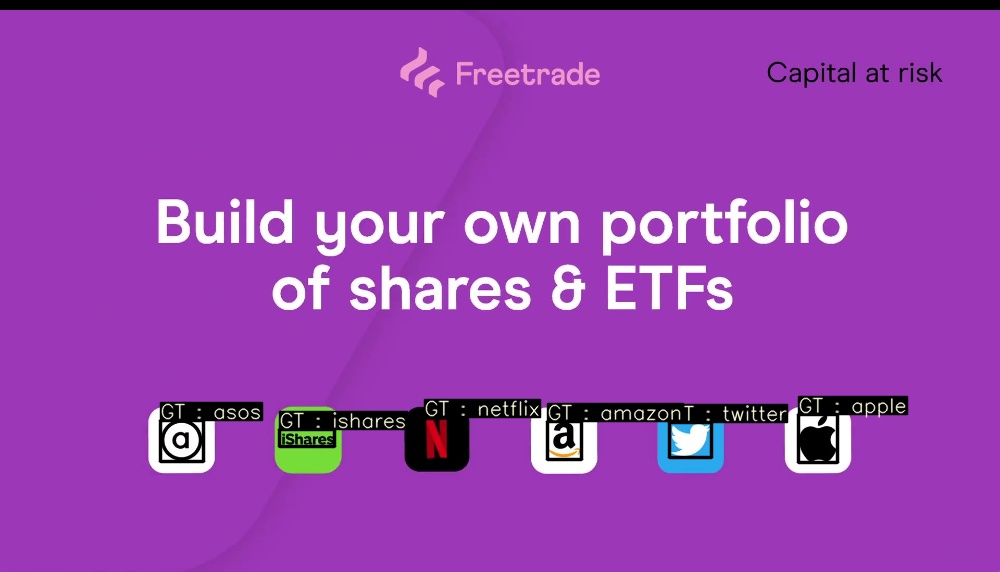 Freetrade
Capital at risk
Build your own portfolio
of shares & ETFs
GT : asos
GT : ishares
GT : netflix
GT : amazon
T : twitter
GT : apple
a
iShares
N
a